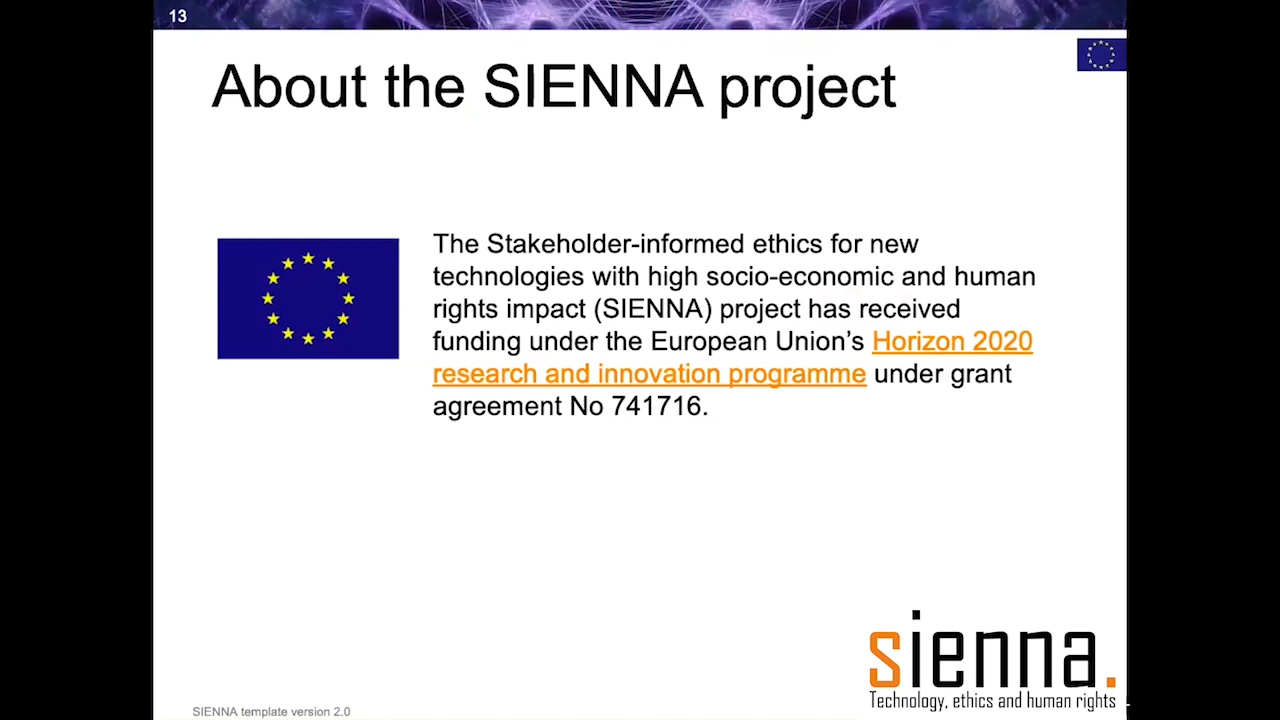 13
About the SIENNA project
The Stakeholder-informed ethics for new
technologies with high socio-economic and human
rights impact (SIENNA) project has received
funding under the European Union’s Horizon 2020
research and innovation programme under grant
agreement No 741716.
sienna.
Technology, ethics and human rights
SIENNA template version 2.0